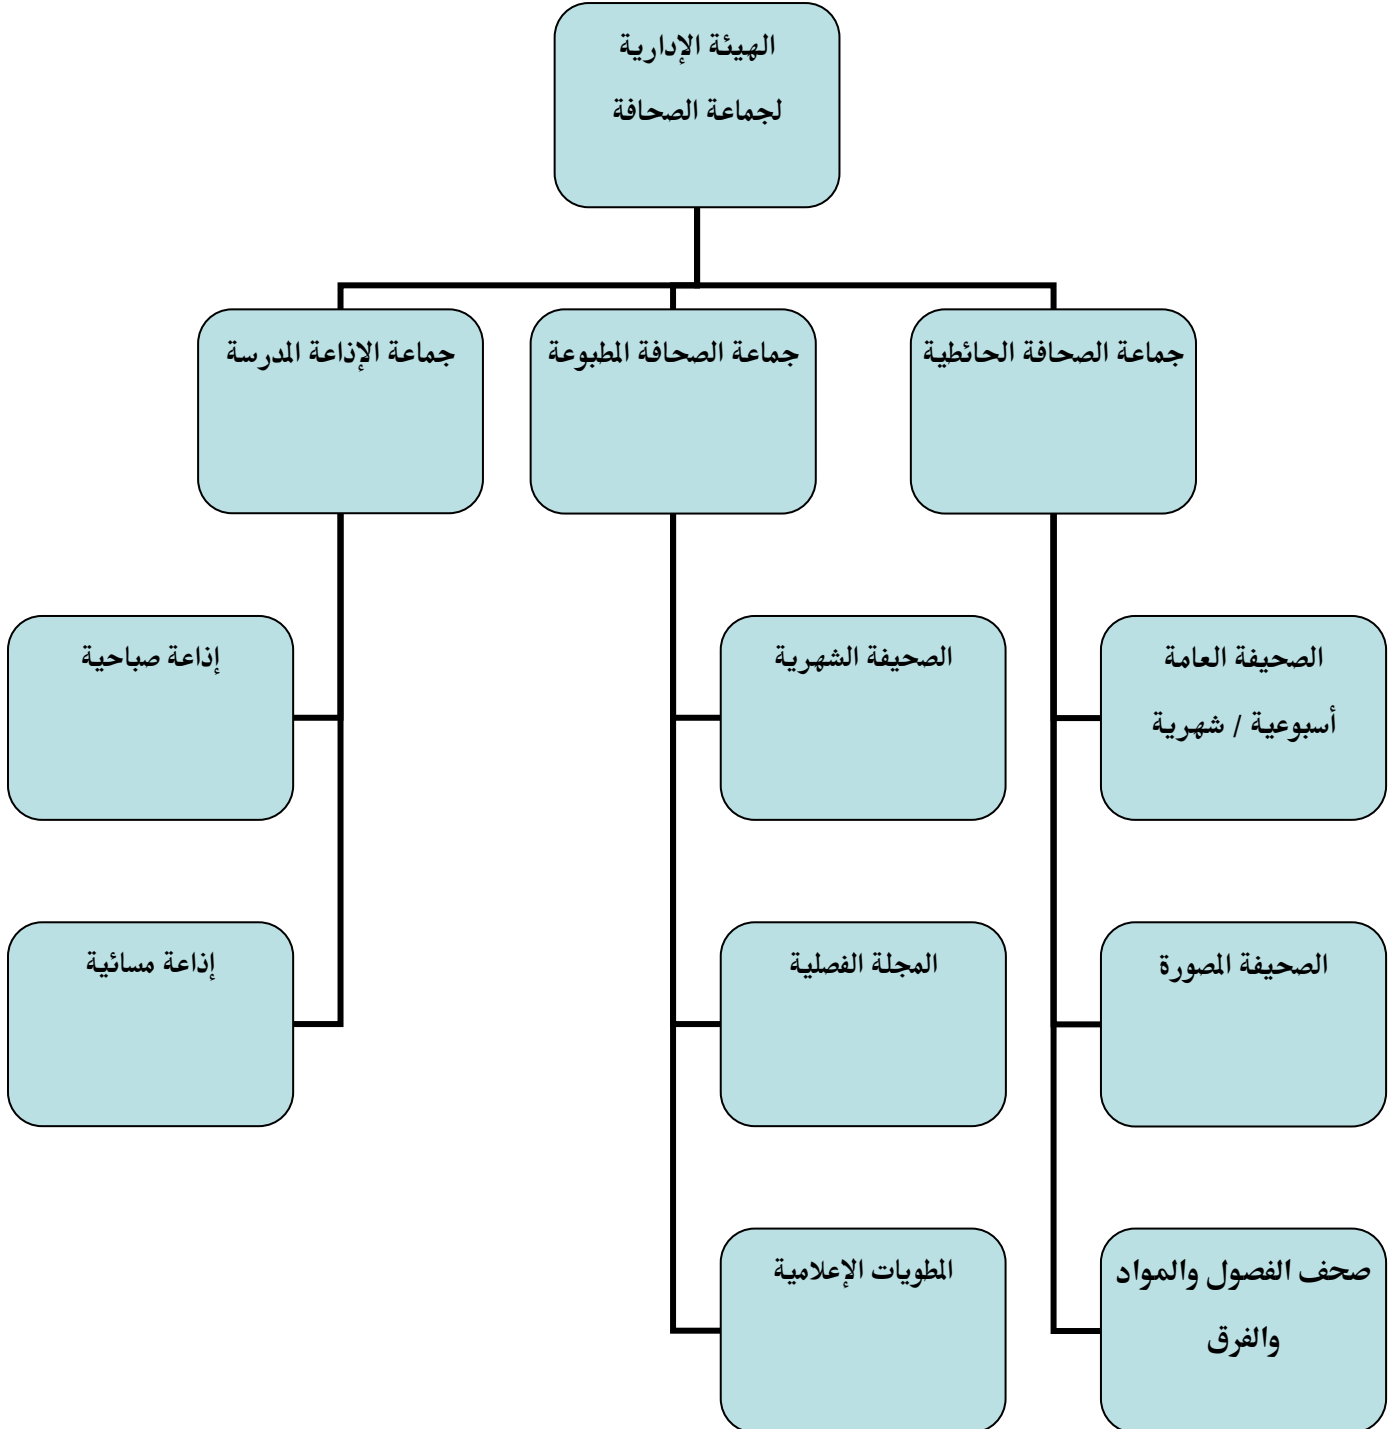 الهيئة الإدارية
لجماعة الصحافة
جماعة الصحافة الحائطية
جماعة الصحافة المطبوعة
جماعة الإذاعة المدرسة
الصحيفة العامة
أسبوعية / شهرية
الصحيفة الشهرية
إذاعة صباحية
الصحيفة المصورة
المجلة الفصلية
إذاعة مسائية
صحف الفصول والمواد
والفرق
المطويات الإعلامية